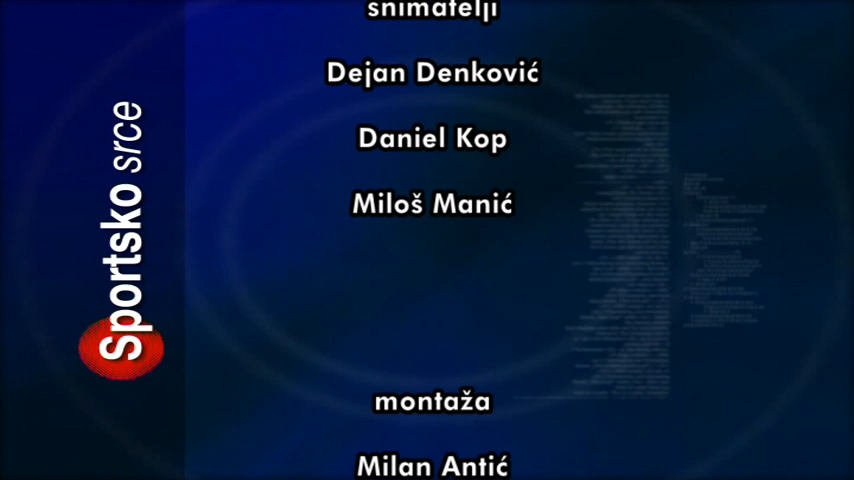 snimatelji
Dejan Denković
Daniel Kop
Miloš Manić
montaža
Milan Antić
Sportsko srce